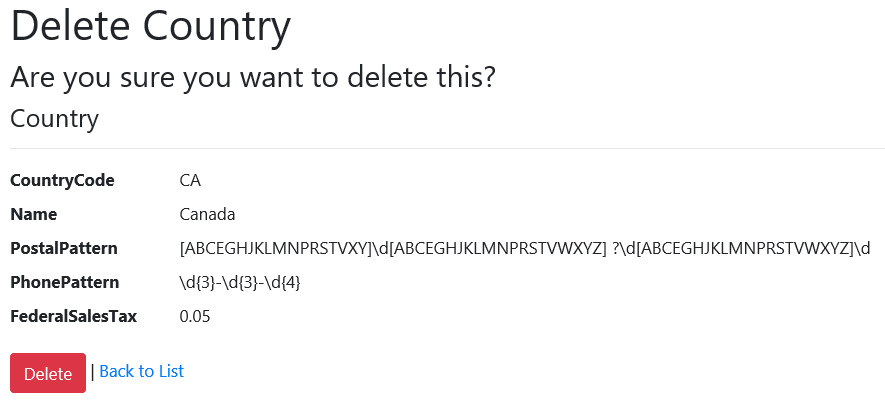 Delete Country
Are you sure you want to delete this?
Country
CountryCode CA
Name Canada
PostalPattern [ABCEGHJKLMNPRSTVXY]\d[ABCEGHJKLMNPRSTVWXYZ] ?\d[ABCEGHJKLMNPRSTVWXYZ]\d
PhonePattern \d{3}-\d{3}-\d{4}
FederalSalesTax 0.05
Delete | Back to List